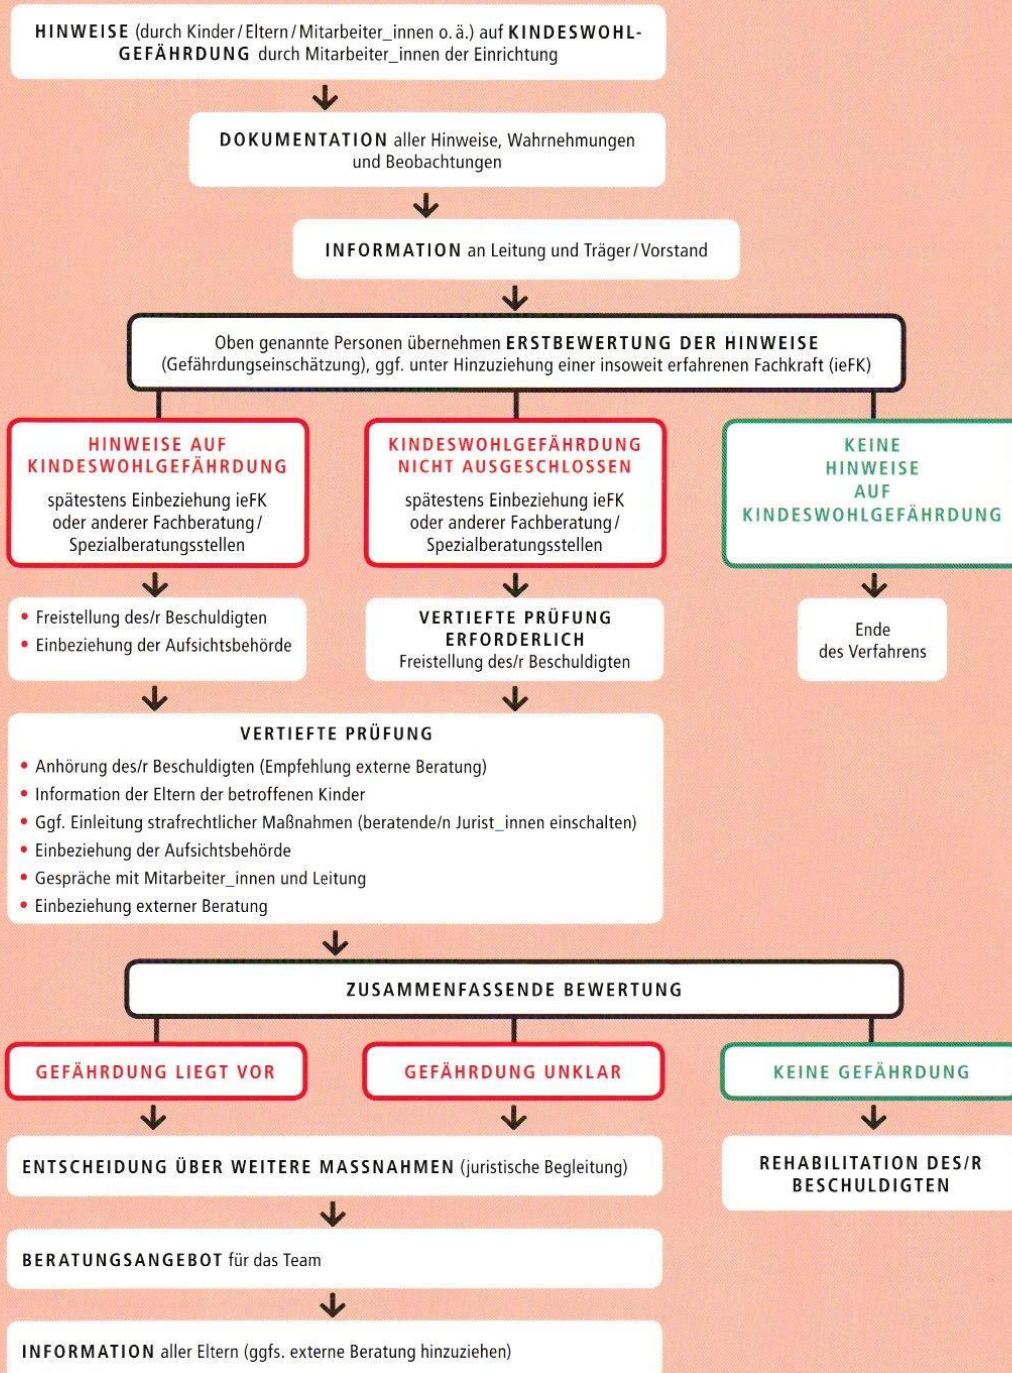 HINWEISE (durch Kinder/Eltern/Mitarbeiter_innen o.ä.) auf KINDESWOHL-
GEFÄHRDUNG durch Mitarbeiter_innen der Einrichtung
DOKUMENTATION aller Hinweise, Wahrnehmungen
und Beobachtungen
INFORMATION an Leitung und Träger/Vorstand
Oben genannte Personen übernehmen ERSTBEWERTUNG DER HINWEISE
(Gefährdungseinschätzung), ggf. unter Hinzuziehung einer insoweit erfahrenen Fachkraft (ieFK)
HINWEISE AUF
KINDESWOHLGEFÄHRDUNG
spätestens Einbeziehung ieFK
oder anderer Fachberatung/
Spezialberatungsstellen
KINDESWOHLGEFÄHRDUNG
NICHT AUSGESCHLOSSEN
spätestens Einbeziehung ieFK
oder anderer Fachberatung/
Spezialberatungsstellen
KEINE
HINWEISE
AUF
KINDESWOHLGEFÄHRDUNG
• Freistellung des/r Beschuldigten
• Einbeziehung der Aufsichtsbehörde
VERTIEFTE PRÜFUNG
ERFORDERLICH
Freistellung des/r Beschuldigten
Ende
des Verfahrens
VERTIEFTE PRÜFUNG
• Anhörung des/r Beschuldigten (Empfehlung externe Beratung)
• Information der Eltern der betroffenen Kinder
• Ggf. Einleitung strafrechtlicher Maßnahmen (beratende/n Jurist_innen einschalten)
• Einbeziehung der Aufsichtsbehörde
• Gespräche mit Mitarbeiter_innen und Leitung
• Einbeziehung externer Beratung
ZUSAMMENFASSENDE BEWERTUNG
GEFÄHRDUNG LIEGT VOR
GEFÄHRDUNG UNKLAR
KEINE GEFÄHRDUNG
ENTSCHEIDUNG ÜBER WEITERE MASSNAHMEN (juristische Begleitung)
REHABILITATION DES/R
BESCHULDIGTEN
BERATUNGSANGEBOT für das Team
INFORMATION aller Eltern (ggfs. externe Beratung hinzuziehen)